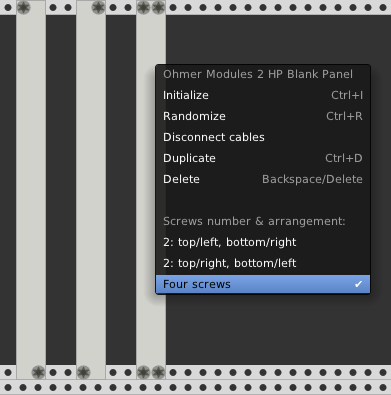 Ohmer Modules 2 HP Blank Panel
Initialize Ctrl+I
Randomize Ctrl+R
Disconnect cables
Duplicate Ctrl+D
Delete Backspace/Delete
Screws number & arrangement:
2: top/left, bottom/right
2: top/right, bottom/left
Four screws ✔